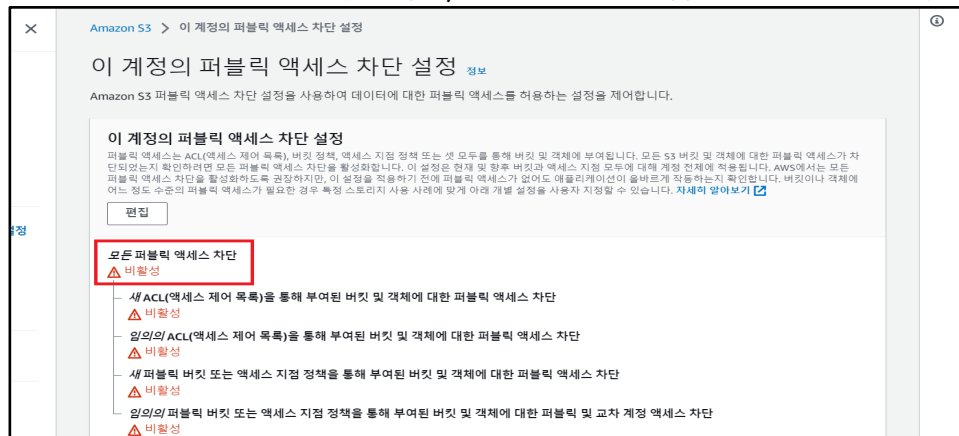 Amazon S3 > 이 계정의 퍼블릭 액세스 차단 설정
이 계정의 퍼블릭 액세스 차단 설정 정보
Amazon S3 퍼블릭 액세스 차단 설정을 사용하여 데이터에 대한 퍼블릭 액세스를 허용하는 설정을 제어합니다.
이 계정의 퍼블릭 액세스 차단 설정
퍼블릭 액세스는 ACL(액세스 제어 목록), 버킷 정책, 액세스 지점 정책 또는 셋 모두를 통해 버킷 및 객체에 부여됩니다. 모든 S3 버킷 및 객체에 대한 퍼블릭 액세스가 차
단되었는지 확인하려면 모든 퍼블릭 액세스 차단을 활성화합니다. 이 설정은 현재 및 향후 버킷과 액세스 지점 모두에 대해 계정 전체에 적용됩니다. AWS에서는 모든
퍼블릭 액세스 차단을 활성화하도록 권장하지만, 이 설정을 적용하기 전에 퍼블릭 액세스가 없어도 애플리케이션이 올바르게 작동하는지 확인합니다. 버킷이나 객체에
어느 정도 수준의 퍼블릭 액세스가 필요한 경우 특정 스토리지 사용 사례에 맞게 아래 개별 설정을 사용자 지정할 수 있습니다. 자세히 알아보기
편집
정
모든 퍼블릭 액세스 차단
비활성
새 ACL(액세스 제어 목록)을 통해 부여된 버킷 및 객체에 대한 퍼블릭 액세스 차단
비활성
임의의 ACL(액세스 제어 목록)을 통해 부여된 버킷 및 객체에 대한 퍼블릭 액세스 차단
비활성
새 퍼블릭 버킷 또는 액세스 지점 정책을 통해 부여된 버킷 및 객체에 대한 퍼블릭 액세스 차단
비활성
임의의 퍼블릭 버킷 또는 액세스 지점 정책을 통해 부여된 버킷 및 객체에 대한 퍼블릭 및 교차 계정 액세스 차단
비활성